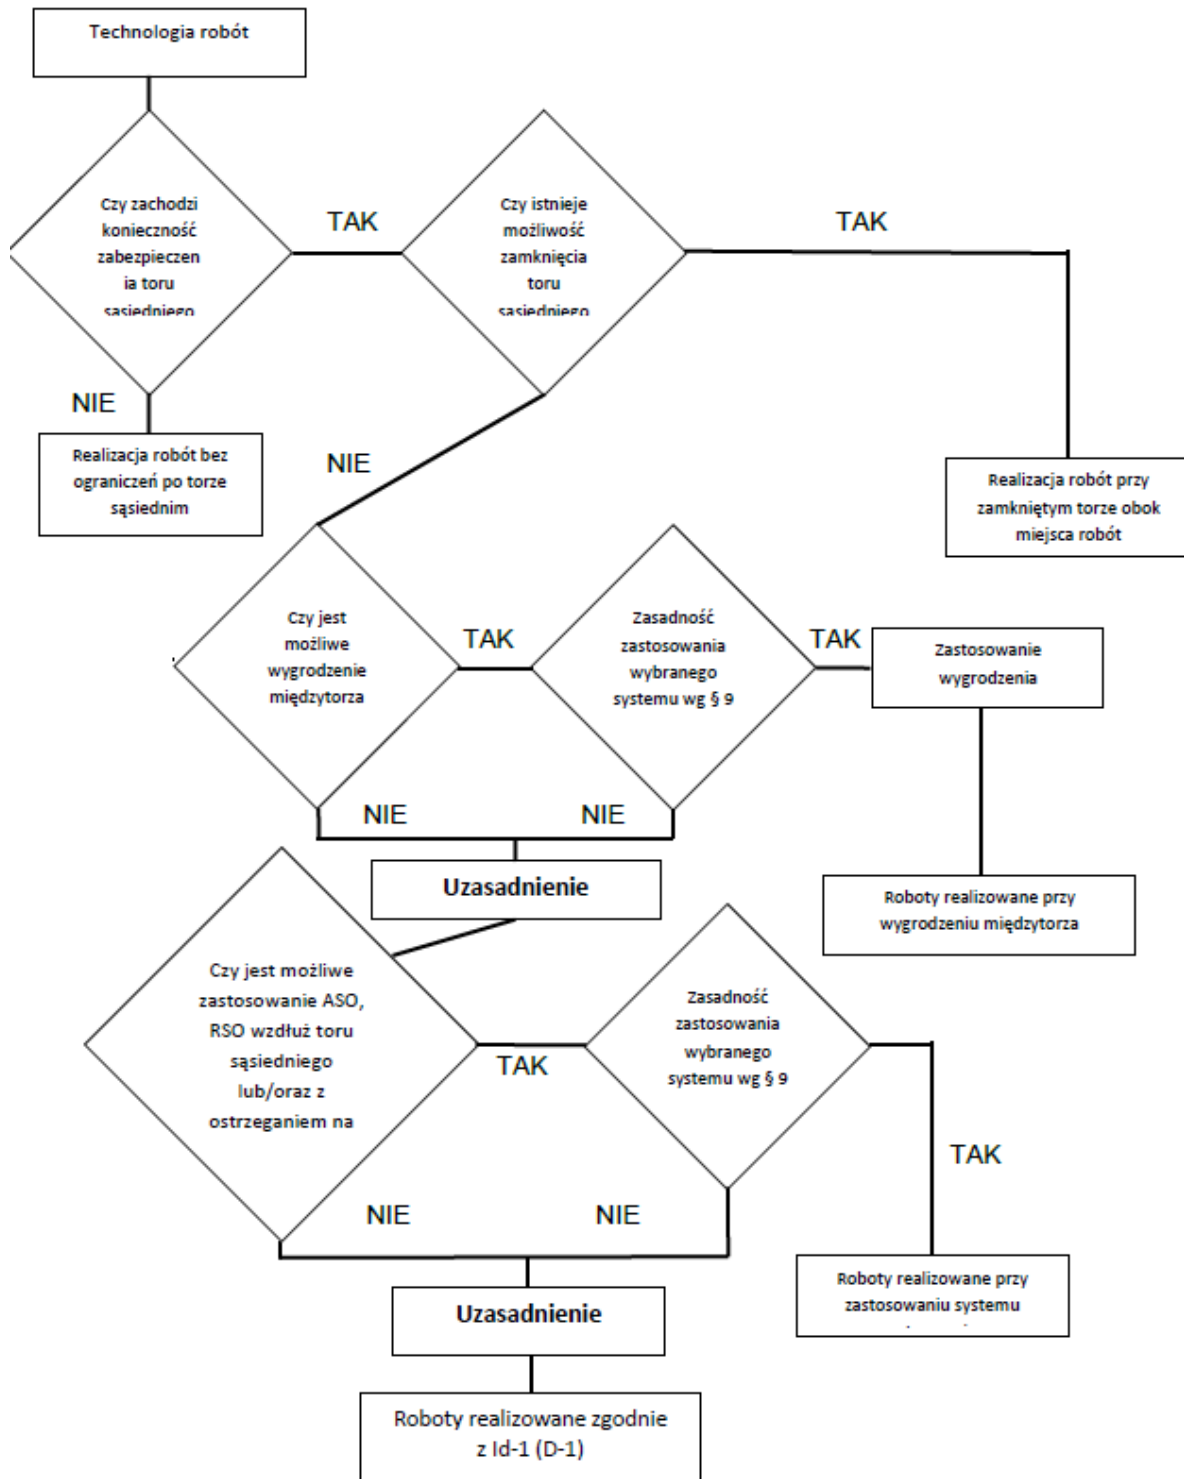 Technologia robót
Czy zachodzi
konieczność
zabezpieczen
ia toru
sąsiedniego
TAK
Czy istnieje
możliwość
zamknięcia
toru
sąsiedniego
TAK
NIE
Realizacja robót bez
ograniczeń po torze
sąsiednim
NIE
Realizacja robót przy
zamkniętym torze obok
miejsca robót
Czy jest
możliwe
wygrodzenie
międzytorza
TAK
Zasadność
zastosowania
wybranego
systemu wg § 9
TAK
Zastosowanie
wygrodzenia
NIE
NIE
Uzasadnienie
Roboty realizowane przy
wygrodzeniu międzytorza
Czy jest możliwe
zastosowanie ASO,
RSO wzdłuż toru
sąsiedniego
lub/oraz z
ostrzeganiem na
TAK
Zasadność
zastosowania
wybranego
systemu wg § 9
TAK
NIE
NIE
Roboty realizowane przy
zastosowaniu systemu
Uzasadnienie
Roboty realizowane zgodnie
z Id-1 (D-1)